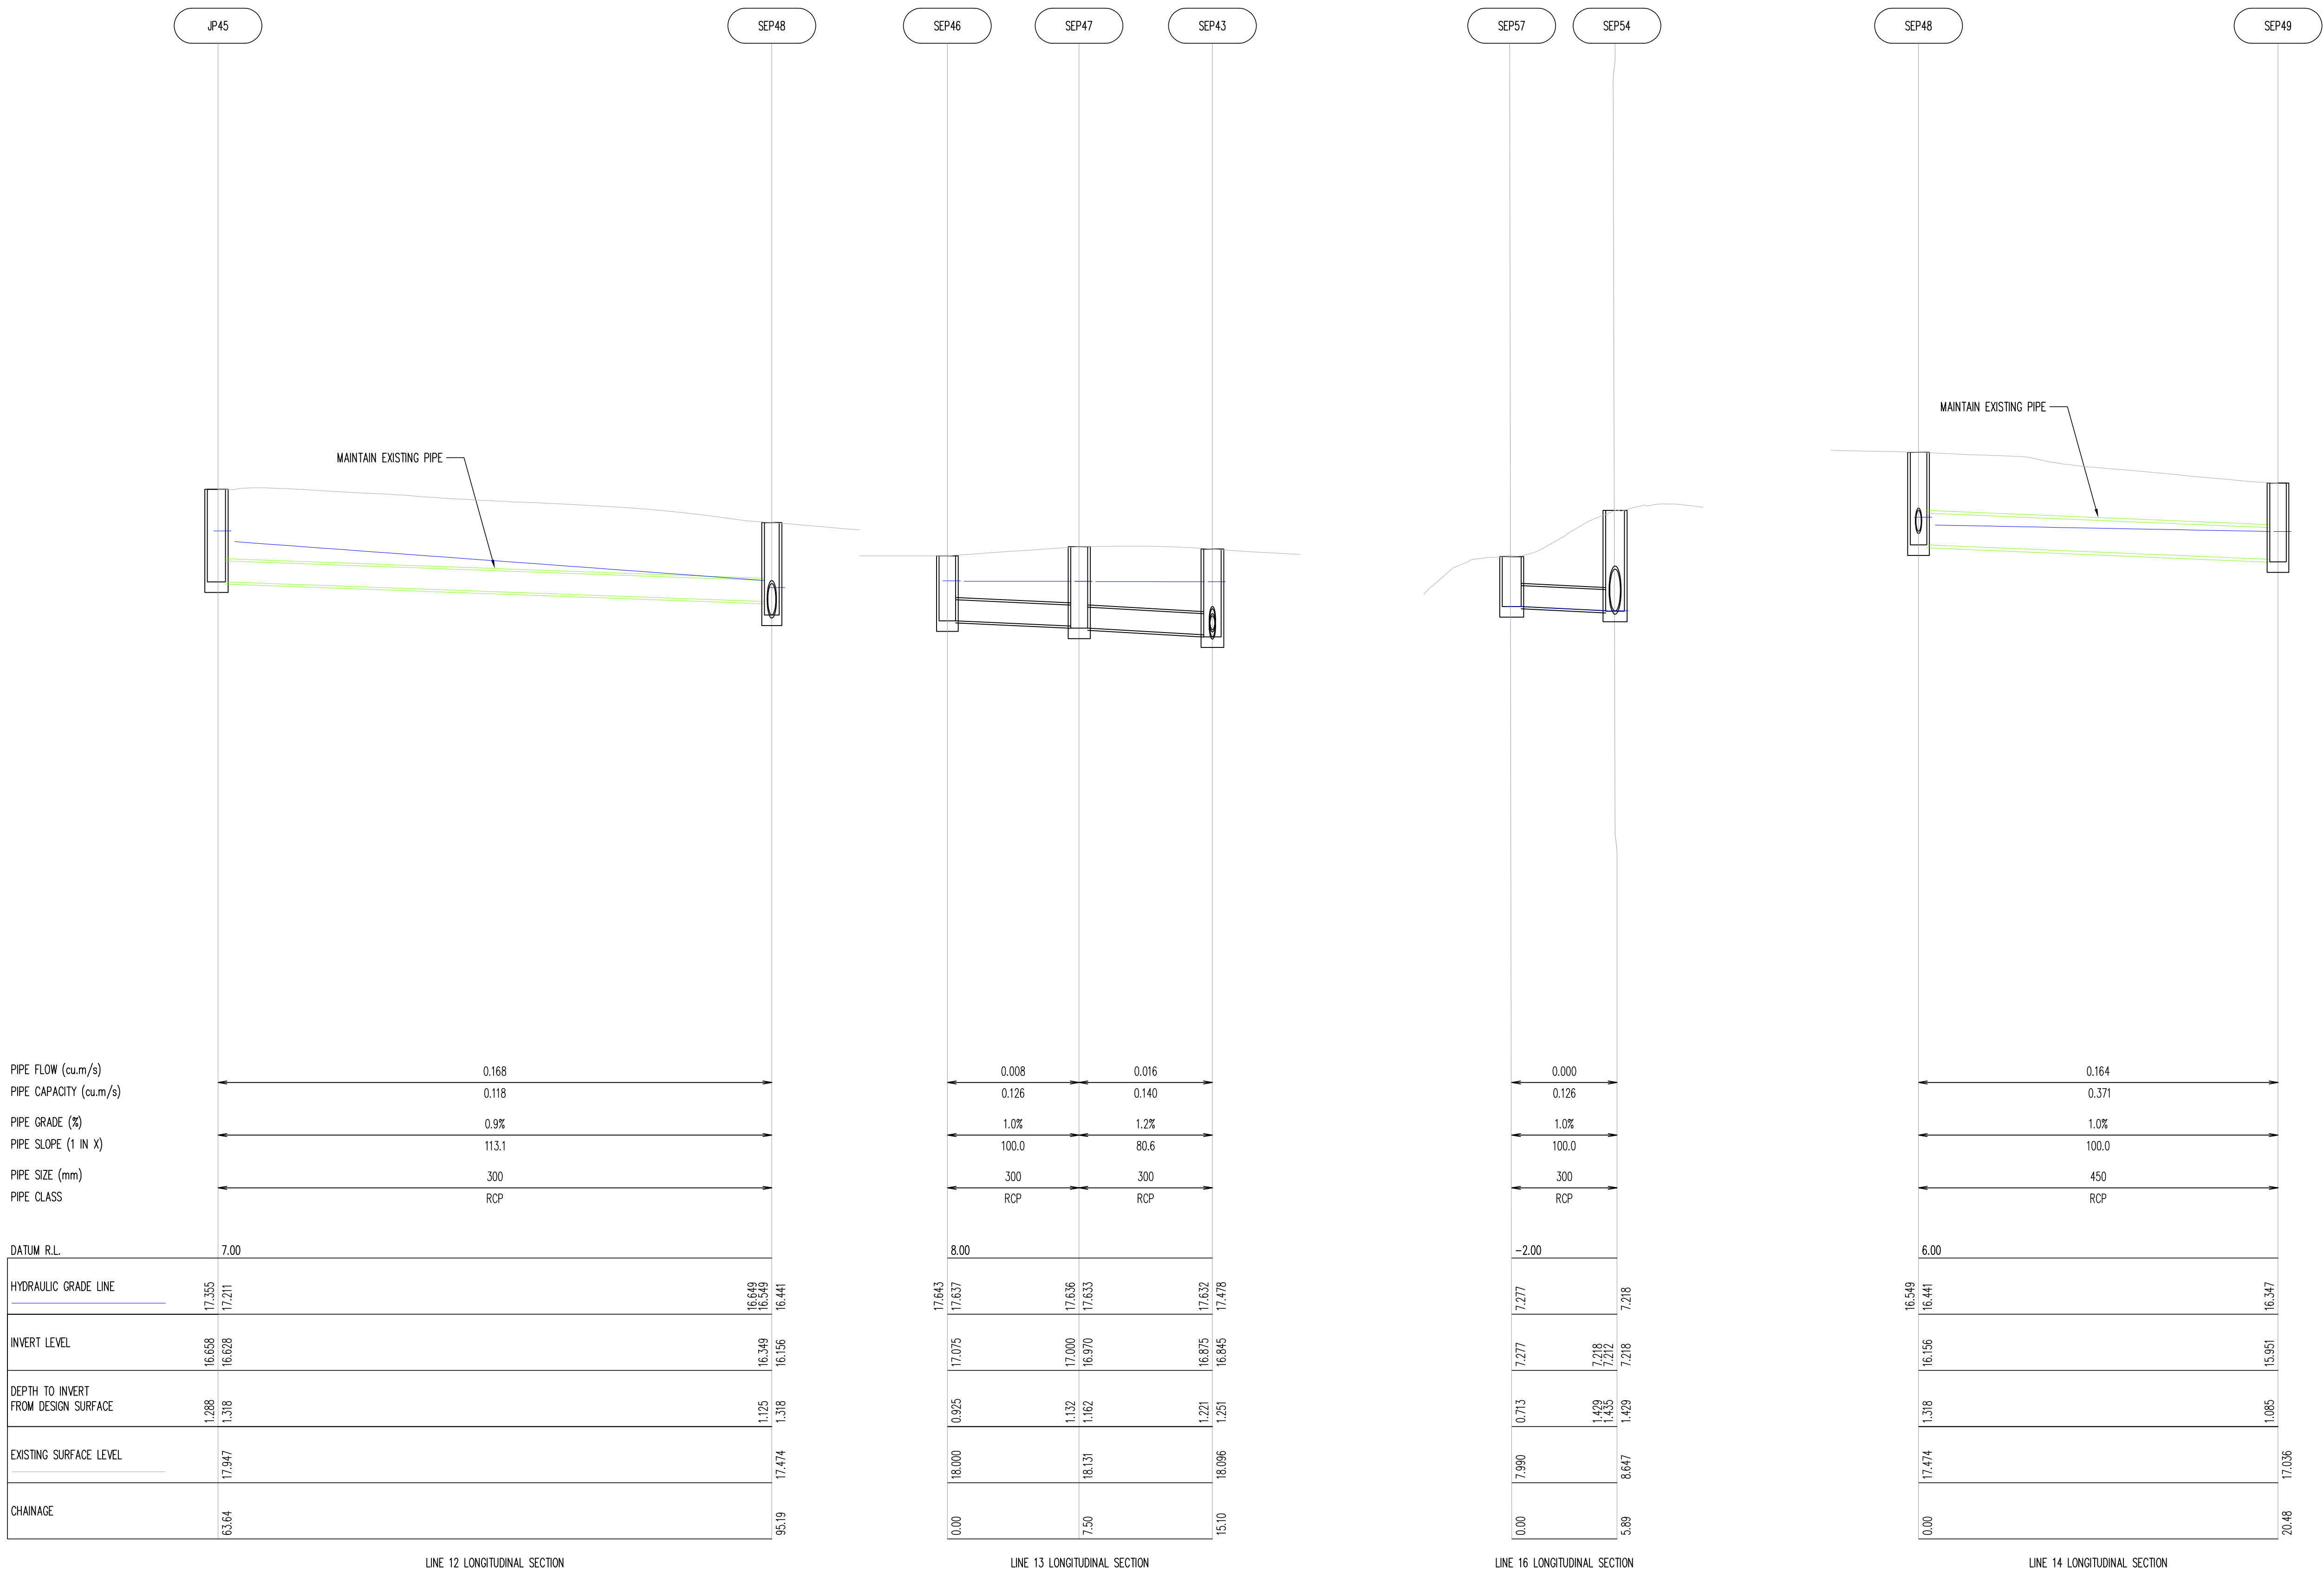 JP45 SEP48 SEP46 SEP47 SEP43 SEP57 SEP54 SEP48 SEP49
MAINTAIN EXISTING PIPE
MAINTAIN EXISTING PIPE
PIPE FLOW (cu.m/s) 0.168 0.008 0.016 0.000 0.164
PIPE CAPACITY (cu.m/s) 0.118 0.126 0.140 0.126 0.371
PIPE GRADE (%) 0.9% 1.0% 1.2% 1.0% 1.0%
PIPE SLOPE (1 IN X) 113.1 100.0 80.6 100.0 100.0
PIPE SIZE (mm) 300 300 300 300 450
PIPE CLASS RCP RCP RCP RCP RCP
DATUM R.L. 7.00 8.00 -2.00 6.00
HYDRAULIC GRADE LINE 17.355 17.211 16.649 16.549 16.441 17.643 17.637 17.636 17.633 17.632 17.478 7.277 7.218 16.549 16.441 16.347
INVERT LEVEL 16.658 16.628 16.349 16.156 17.075 17.000 16.970 16.875 16.845 7.277 7.218 7.212 7.218 16.156 15.951
DEPTH TO INVERT
FROM DESIGN SURFACE 1.288 1.318 1.125 1.318 0.925 1.132 1.162 1.221 1.251 0.713 1.429 1.435 1.429 1.318 1.085
EXISTING SURFACE LEVEL 17.947 17.474 18.000 18.131 18.096 7.990 8.647 17.474 17.036
CHAINAGE 63.64 95.19 0.00 7.50 15.10 0.00 5.89 0.00 20.48
LINE 12 LONGITUDINAL SECTION LINE 13 LONGITUDINAL SECTION LINE 16 LONGITUDINAL SECTION LINE 14 LONGITUDINAL SECTION